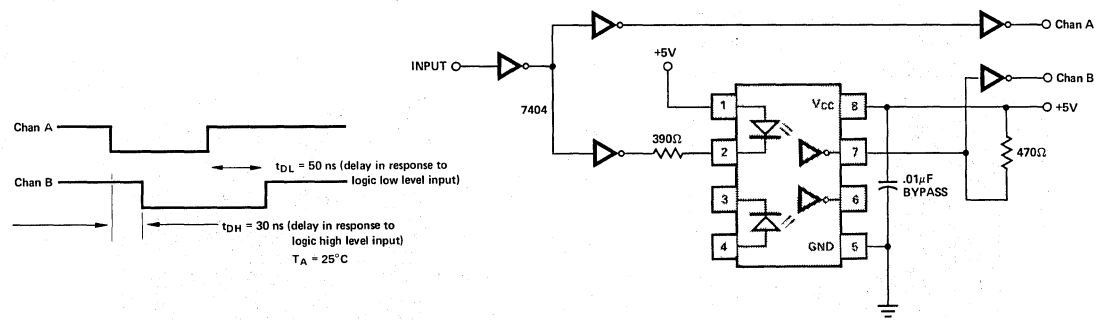 Chan A
t_DL = 50 ns (delay in response to
logic low level input)
Chan B
t_DH = 30 ns (delay in response to
logic high level input)
T_A = 25°C
INPUT
7404
Chan A
+5V
Chan B
1
V_CC
8
+5V
390Ω
2
7
470Ω
.01µF
BYPASS
3
6
4
GND
5